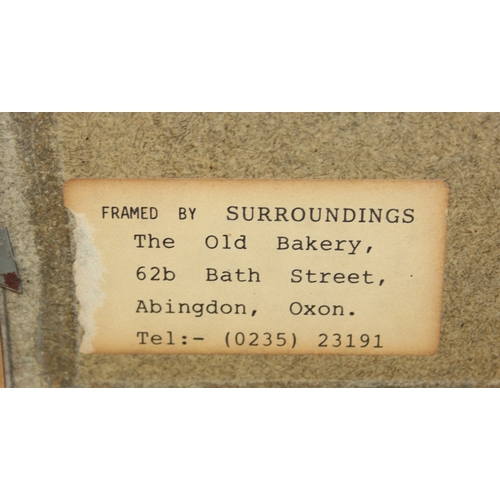 FRAMED BY SURROUNDINGS
The Old Bakery,
62b Bath Street,
Abingdon, Oxon.
Tel:- (0235) 23191